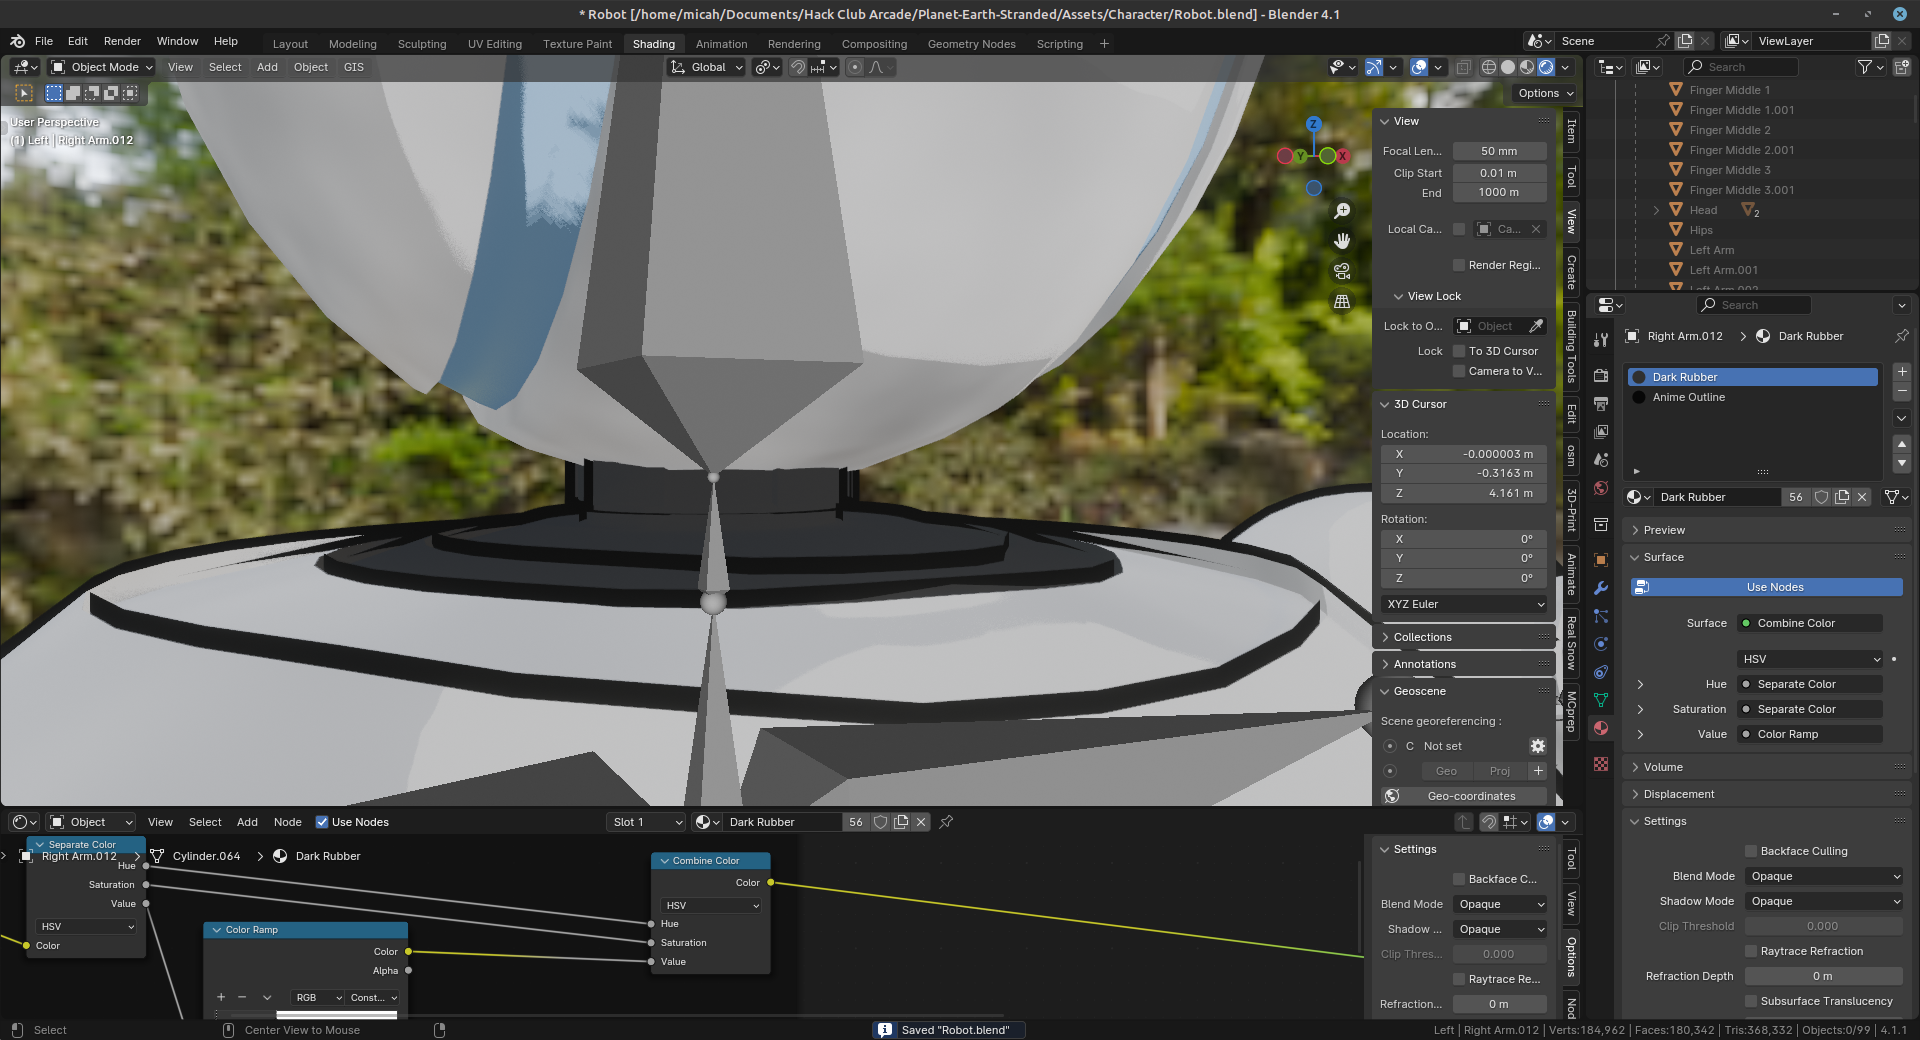 * Robot [/home/micah/Documents/Hack Club Arcade/Planet-Earth-Stranded/Assets/Character/Robot.blend] - Blender 4.1
File Edit Render Window Help
Layout Modeling Sculpting UV Editing Texture Paint Shading Animation Rendering Compositing Geometry Nodes Scripting +
Scene
ViewLayer
Object Mode View Select Add Object GIS
Global
Options
User Perspective
(1) Left | Right Arm.012
Z
Y
X
View
Focal Len... 50 mm
Clip Start 0.01 m
End 1000 m
Local Ca... Ca...
Render Regi...
View Lock
Lock to O... Object
Lock To 3D Cursor
Camera to V...
3D Cursor
Location:
X -0.000003 m
Y -0.3163 m
Z 4.161 m
Rotation:
X 0°
Y 0°
Z 0°
XYZ Euler
Collections
Annotations
Geoscene
Scene georeferencing :
C Not set
Geo Proj +
Geo-coordinates
Item
Tool
View
Create
Building Tools
Edit
osm
3D-Print
Animate
Real Snow
MCprep
Search
Finger Middle 1
Finger Middle 1.001
Finger Middle 2
Finger Middle 2.001
Finger Middle 3
Finger Middle 3.001
Head 2
Hips
Left Arm
Left Arm.001
Left Arm.002
Search
Right Arm.012 > Dark Rubber
Dark Rubber
Anime Outline
Dark Rubber 56
Preview
Surface
Use Nodes
Surface Combine Color
HSV
Hue Separate Color
Saturation Separate Color
Value Color Ramp
Volume
Displacement
Settings
Backface Culling
Blend Mode Opaque
Shadow Mode Opaque
Clip Threshold 0.000
Raytrace Refraction
Refraction Depth 0 m
Subsurface Translucency
Object View Select Add Node Use Nodes
Slot 1
Dark Rubber 56
Right Arm.012 > Cylinder.064 > Dark Rubber
Separate Color
Hue
Saturation
Value
HSV
Color
Color Ramp
Color
Alpha
RGB Const...
Combine Color
Color
HSV
Hue
Saturation
Value
Settings
Backface C...
Blend Mode Opaque
Shadow ... Opaque
Clip Thres... 0.000
Raytrace Re...
Refraction... 0 m
Tool
View
Options
Nod
Select
Center View to Mouse
Saved "Robot.blend"
Left | Right Arm.012 | Verts:184,962 | Faces:180,342 | Tris:368,332 | Objects:0/99 | 4.1.1